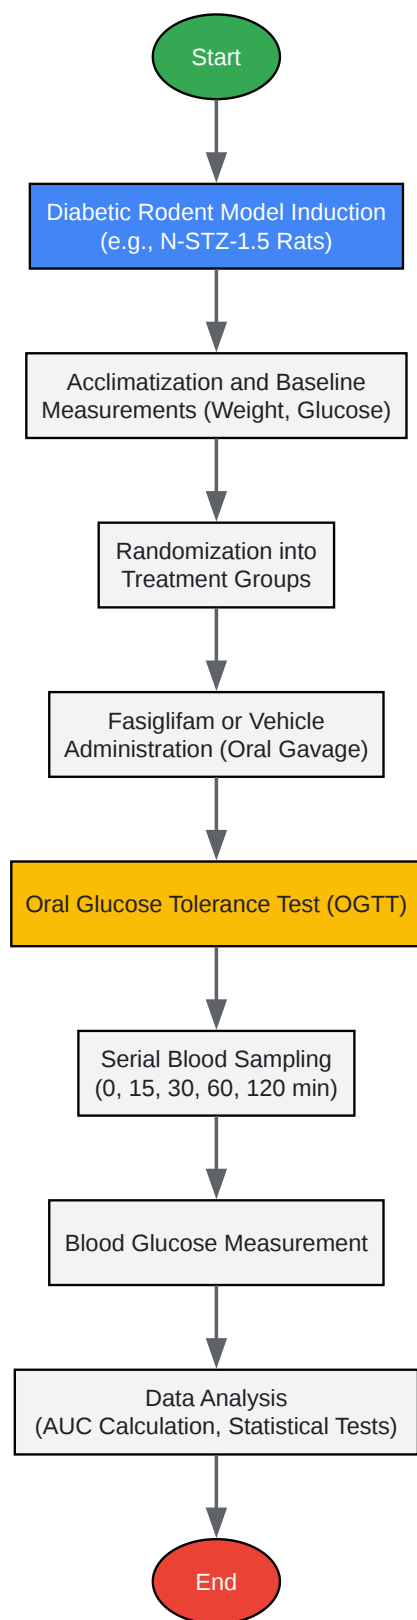 Start
Diabetic Rodent Model Induction
(e.g., N-STZ-1.5 Rats)
Acclimatization and Baseline
Measurements (Weight, Glucose)
Randomization into
Treatment Groups
Fasiglifam or Vehicle
Administration (Oral Gavage)
Oral Glucose Tolerance Test (OGTT)
Serial Blood Sampling
(0, 15, 30, 60, 120 min)
Blood Glucose Measurement
Data Analysis
(AUC Calculation, Statistical Tests)
End